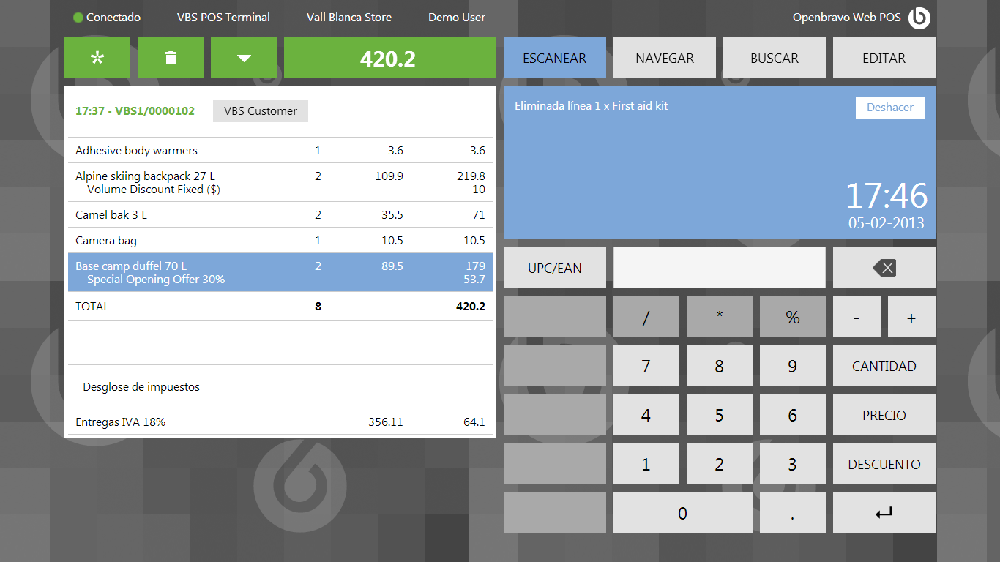 Conectado VBS POS Terminal Vall Blanca Store Demo User Openbravo Web POS
* 420.2 ESCANEAR NAVEGAR BUSCAR EDITAR
17:37 - VBS1/0000102 VBS Customer
Adhesive body warmers 1 3.6 3.6
Alpine skiing backpack 27 L 2 109.9 219.8
-- Volume Discount Fixed ($) -10
Camel bak 3 L 2 35.5 71
Camera bag 1 10.5 10.5
Base camp duffel 70 L 2 89.5 179
-- Special Opening Offer 30% -53.7
TOTAL 8 420.2
Desglose de impuestos
Entregas IVA 18% 356.11 64.1
Eliminada línea 1 x First aid kit Deshacer
17:46
05-02-2013
UPC/EAN
/ * % - +
7 8 9 CANTIDAD
4 5 6 PRECIO
1 2 3 DESCUENTO
0 .